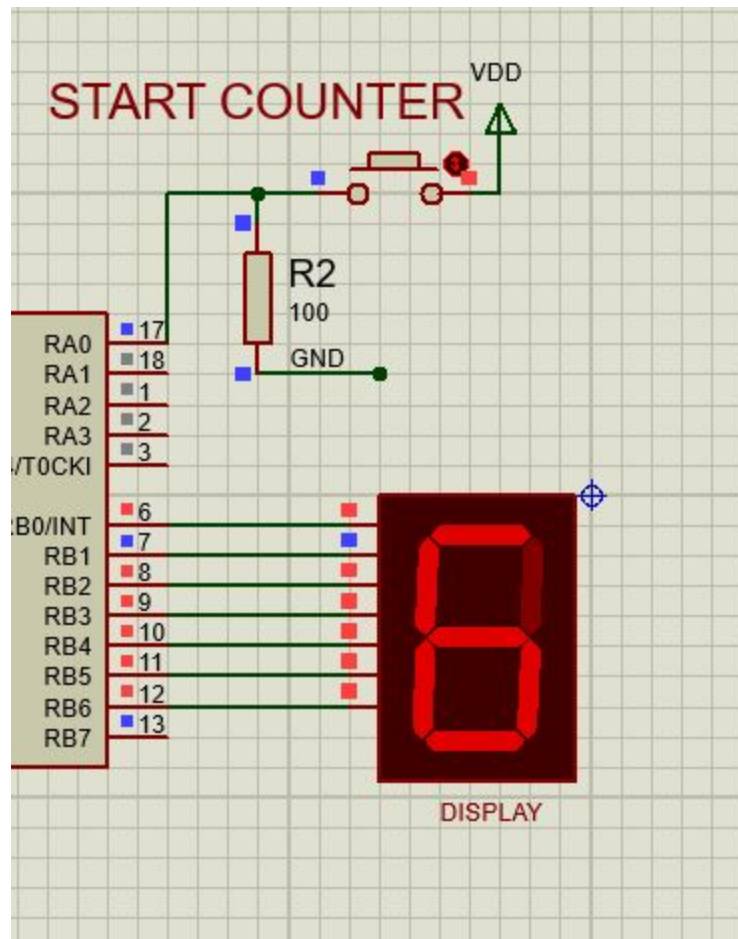 VDD
START COUNTER
R2
100
GND
RA0 17
RA1 18
RA2 1
RA3 2
/T0CKI 3
RB0/INT 6
RB1 7
RB2 8
RB3 9
RB4 10
RB5 11
RB6 12
RB7 13
6
DISPLAY